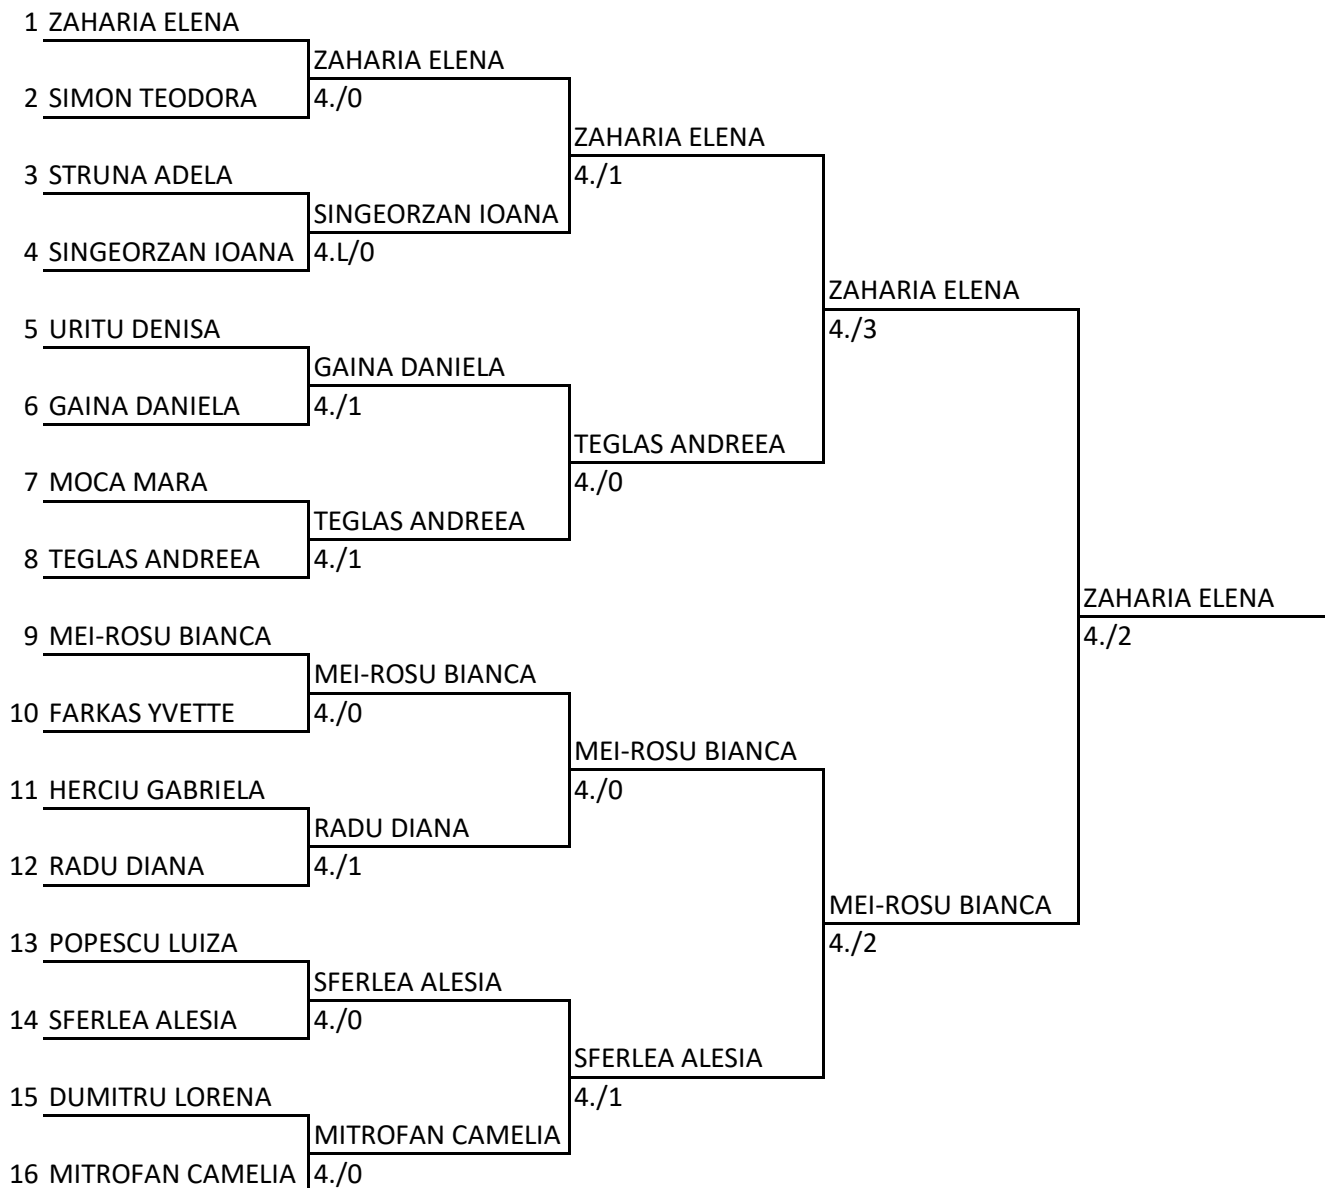 1 ZAHARIA ELENA
ZAHARIA ELENA
2 SIMON TEODORA 4./0
ZAHARIA ELENA
3 STRUNA ADELA 4./1
SINGEORZAN IOANA
4 SINGEORZAN IOANA 4.L/0
ZAHARIA ELENA
5 URITU DENISA 4./3
GAINA DANIELA
6 GAINA DANIELA 4./1
TEGLAS ANDREEA
7 MOCA MARA 4./0
TEGLAS ANDREEA
8 TEGLAS ANDREEA 4./1
ZAHARIA ELENA
9 MEI-ROSU BIANCA 4./2
MEI-ROSU BIANCA
10 FARKAS YVETTE 4./0
MEI-ROSU BIANCA
11 HERCIU GABRIELA 4./0
RADU DIANA
12 RADU DIANA 4./1
MEI-ROSU BIANCA
13 POPESCU LUIZA 4./2
SFERLEA ALESIA
14 SFERLEA ALESIA 4./0
SFERLEA ALESIA
15 DUMITRU LORENA 4./1
MITROFAN CAMELIA
16 MITROFAN CAMELIA 4./0